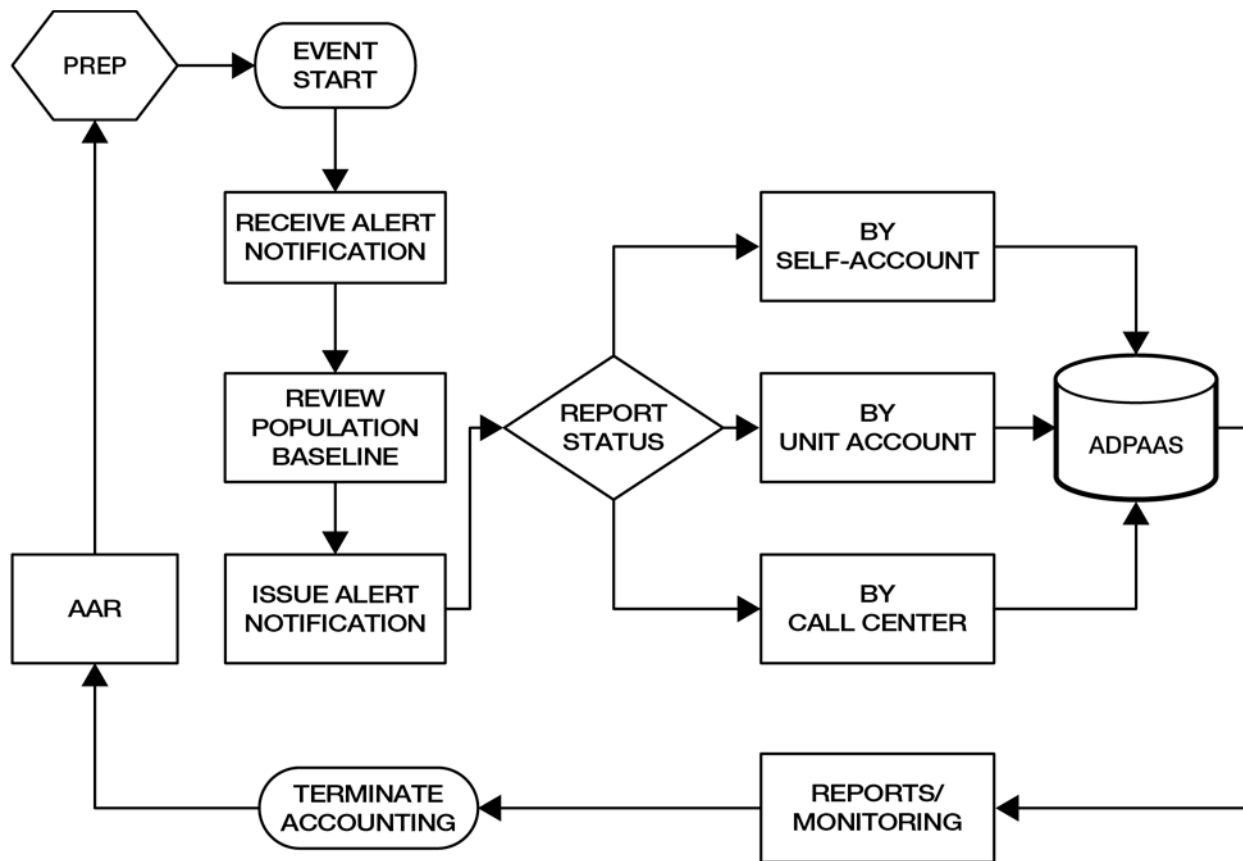 PREP
EVENT
START
RECEIVE ALERT
NOTIFICATION
REVIEW
POPULATION
BASELINE
ISSUE ALERT
NOTIFICATION
REPORT
STATUS
BY
SELF-ACCOUNT
BY
UNIT ACCOUNT
BY
CALL CENTER
ADPAAS
REPORTS/
MONITORING
TERMINATE
ACCOUNTING
AAR